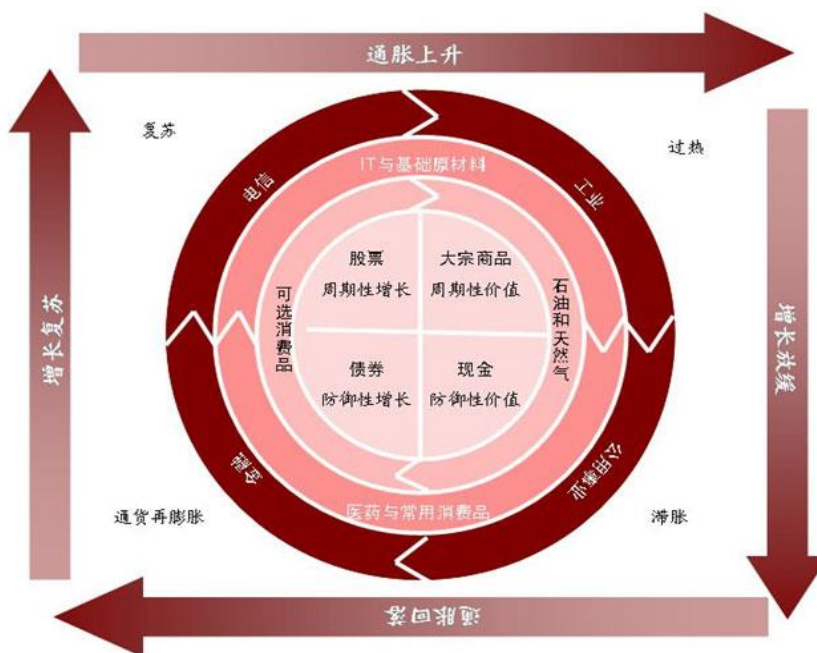 通胀上升
复苏
过热
IT与基础原材料
电信
工业
股票
周期性增长
大宗商品
周期性价值
可选消费品
石油和天然气
增长复苏
增长放缓
债券
防御性增长
现金
防御性价值
金融
公用事业
医药与常用消费品
通货再膨胀
滞胀
通胀回落